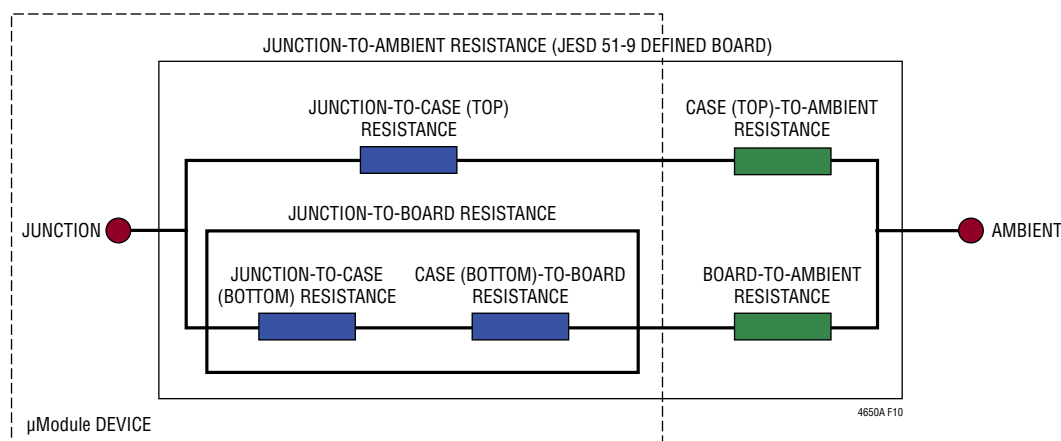 JUNCTION-TO-AMBIENT RESISTANCE (JESD 51-9 DEFINED BOARD)
JUNCTION-TO-CASE (TOP)
RESISTANCE
CASE (TOP)-TO-AMBIENT
RESISTANCE
JUNCTION-TO-BOARD RESISTANCE
JUNCTION
AMBIENT
JUNCTION-TO-CASE
(BOTTOM) RESISTANCE
CASE (BOTTOM)-TO-BOARD
RESISTANCE
BOARD-TO-AMBIENT
RESISTANCE
4650A F10
µModule DEVICE